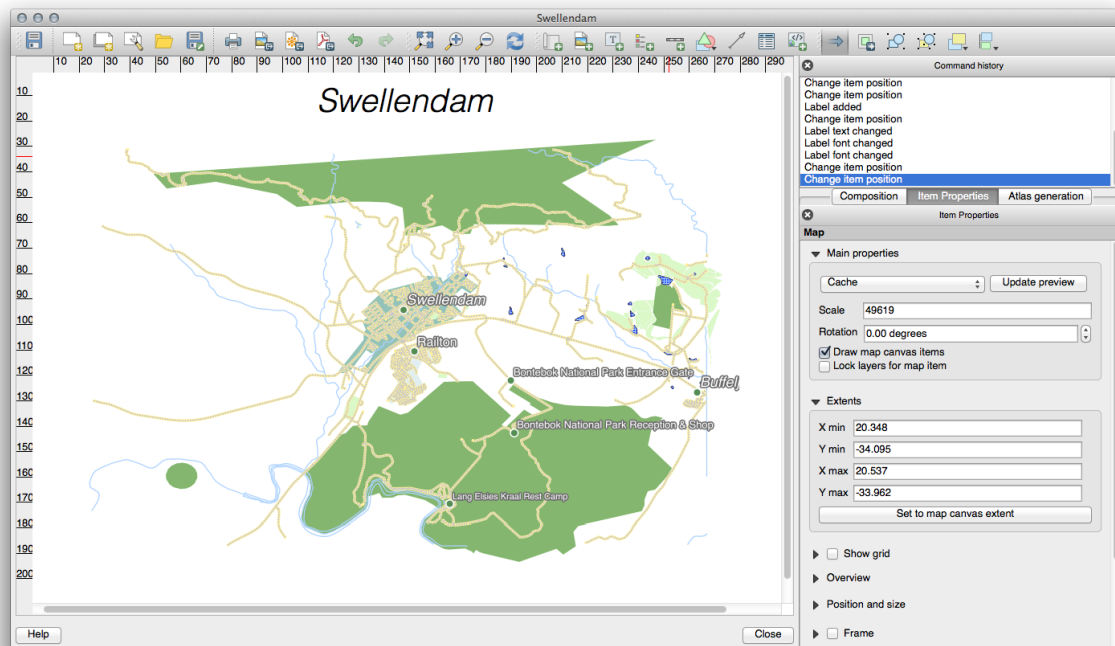 Swellendam
10 20 30 40 50 60 70 80 90 100 110 120 130 140 150 160 170 180 190 200 210 220 230 240 250 260 270 280 290
10
20
30
40
50
60
70
80
90
100
110
120
130
140
150
160
170
180
190
200
Swellendam
Swellendam
Railton
Bontebok National Park Entrance Gate
Buffelj
Bontebok National Park Reception & Shop
Lang Elsies Kraal Rest Camp
Help
Close
Command history
Change item position
Change item position
Label added
Change item position
Label text changed
Label font changed
Label font changed
Change item position
Change item position
Composition Item Properties Atlas generation
Item Properties
Map
Main properties
Cache Update preview
Scale 49619
Rotation 0.00 degrees
Draw map canvas items
Lock layers for map item
Extents
X min 20.348
Y min -34.095
X max 20.537
Y max -33.962
Set to map canvas extent
Show grid
Overview
Position and size
Frame